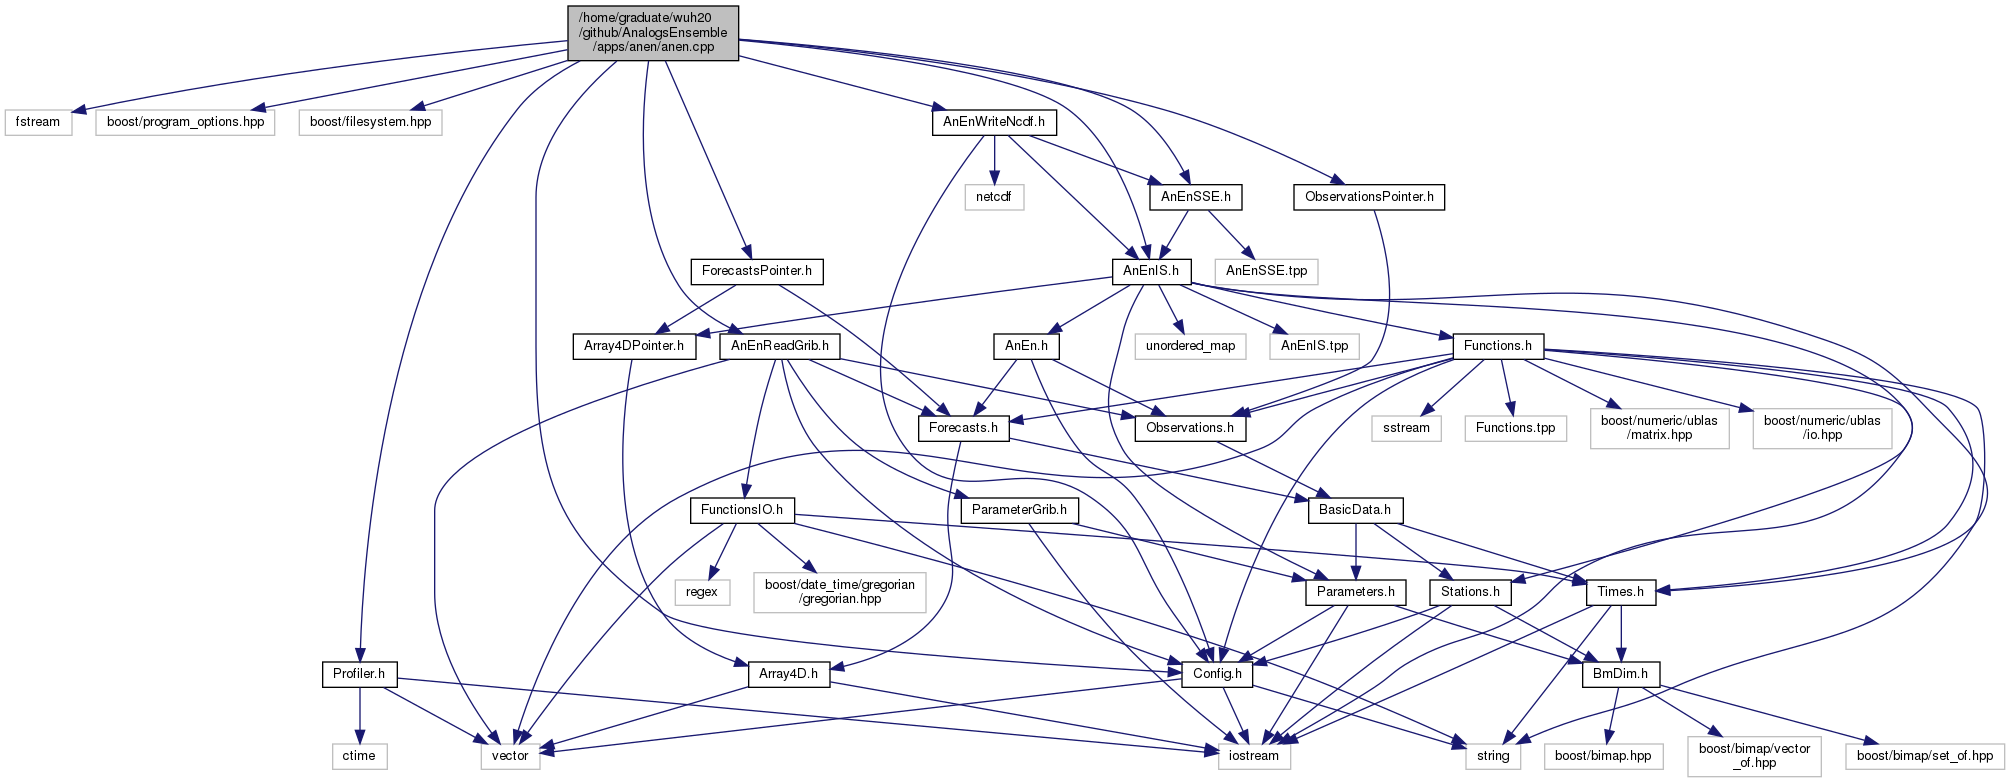 /home/graduate/wuh20
/github/AnalogsEnsemble
/apps/anen/anen.cpp
fstream
boost/program_options.hpp
boost/filesystem.hpp
AnEnWriteNcdf.h
netcdf
AnEnSSE.h
ObservationsPointer.h
ForecastsPointer.h
AnEnIS.h
AnEnSSE.tpp
Array4DPointer.h
AnEnReadGrib.h
AnEn.h
unordered_map
AnEnIS.tpp
Functions.h
Forecasts.h
Observations.h
sstream
Functions.tpp
boost/numeric/ublas
/matrix.hpp
boost/numeric/ublas
/io.hpp
FunctionsIO.h
ParameterGrib.h
BasicData.h
regex
boost/date_time/gregorian
/gregorian.hpp
Parameters.h
Stations.h
Times.h
Profiler.h
Array4D.h
Config.h
BmDim.h
ctime
vector
iostream
string
boost/bimap.hpp
boost/bimap/vector
_of.hpp
boost/bimap/set_of.hpp